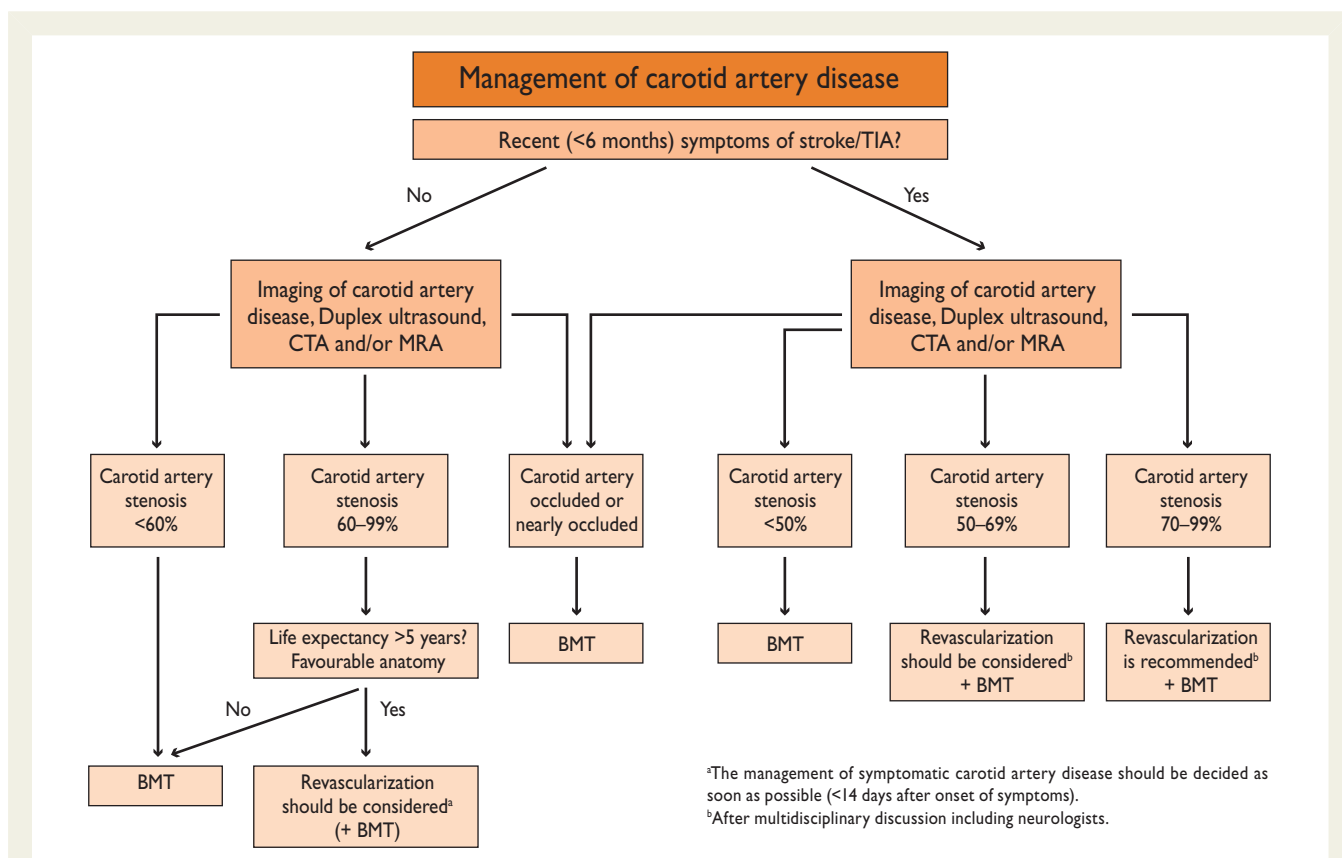 Management of carotid artery disease
Recent (<6 months) symptoms of stroke/TIA?
No
Yes
Imaging of carotid artery
disease, Duplex ultrasound,
CTA and/or MRA
Imaging of carotid artery
disease, Duplex ultrasound,
CTA and/or MRA
Carotid artery
stenosis
<60%
Carotid artery
stenosis
60–99%
Carotid artery
occluded or
nearly occluded
Carotid artery
stenosis
<50%
Carotid artery
stenosis
50–69%
Carotid artery
stenosis
70–99%
Life expectancy >5 years?
Favourable anatomy
BMT
BMT
Revascularization
should be consideredᵇ
+ BMT
Revascularization
is recommendedᵇ
+ BMT
No
Yes
BMT
Revascularization
should be consideredᵃ
(+ BMT)
ᵃThe management of symptomatic carotid artery disease should be decided as
soon as possible (<14 days after onset of symptoms).
ᵇAfter multidisciplinary discussion including neurologists.